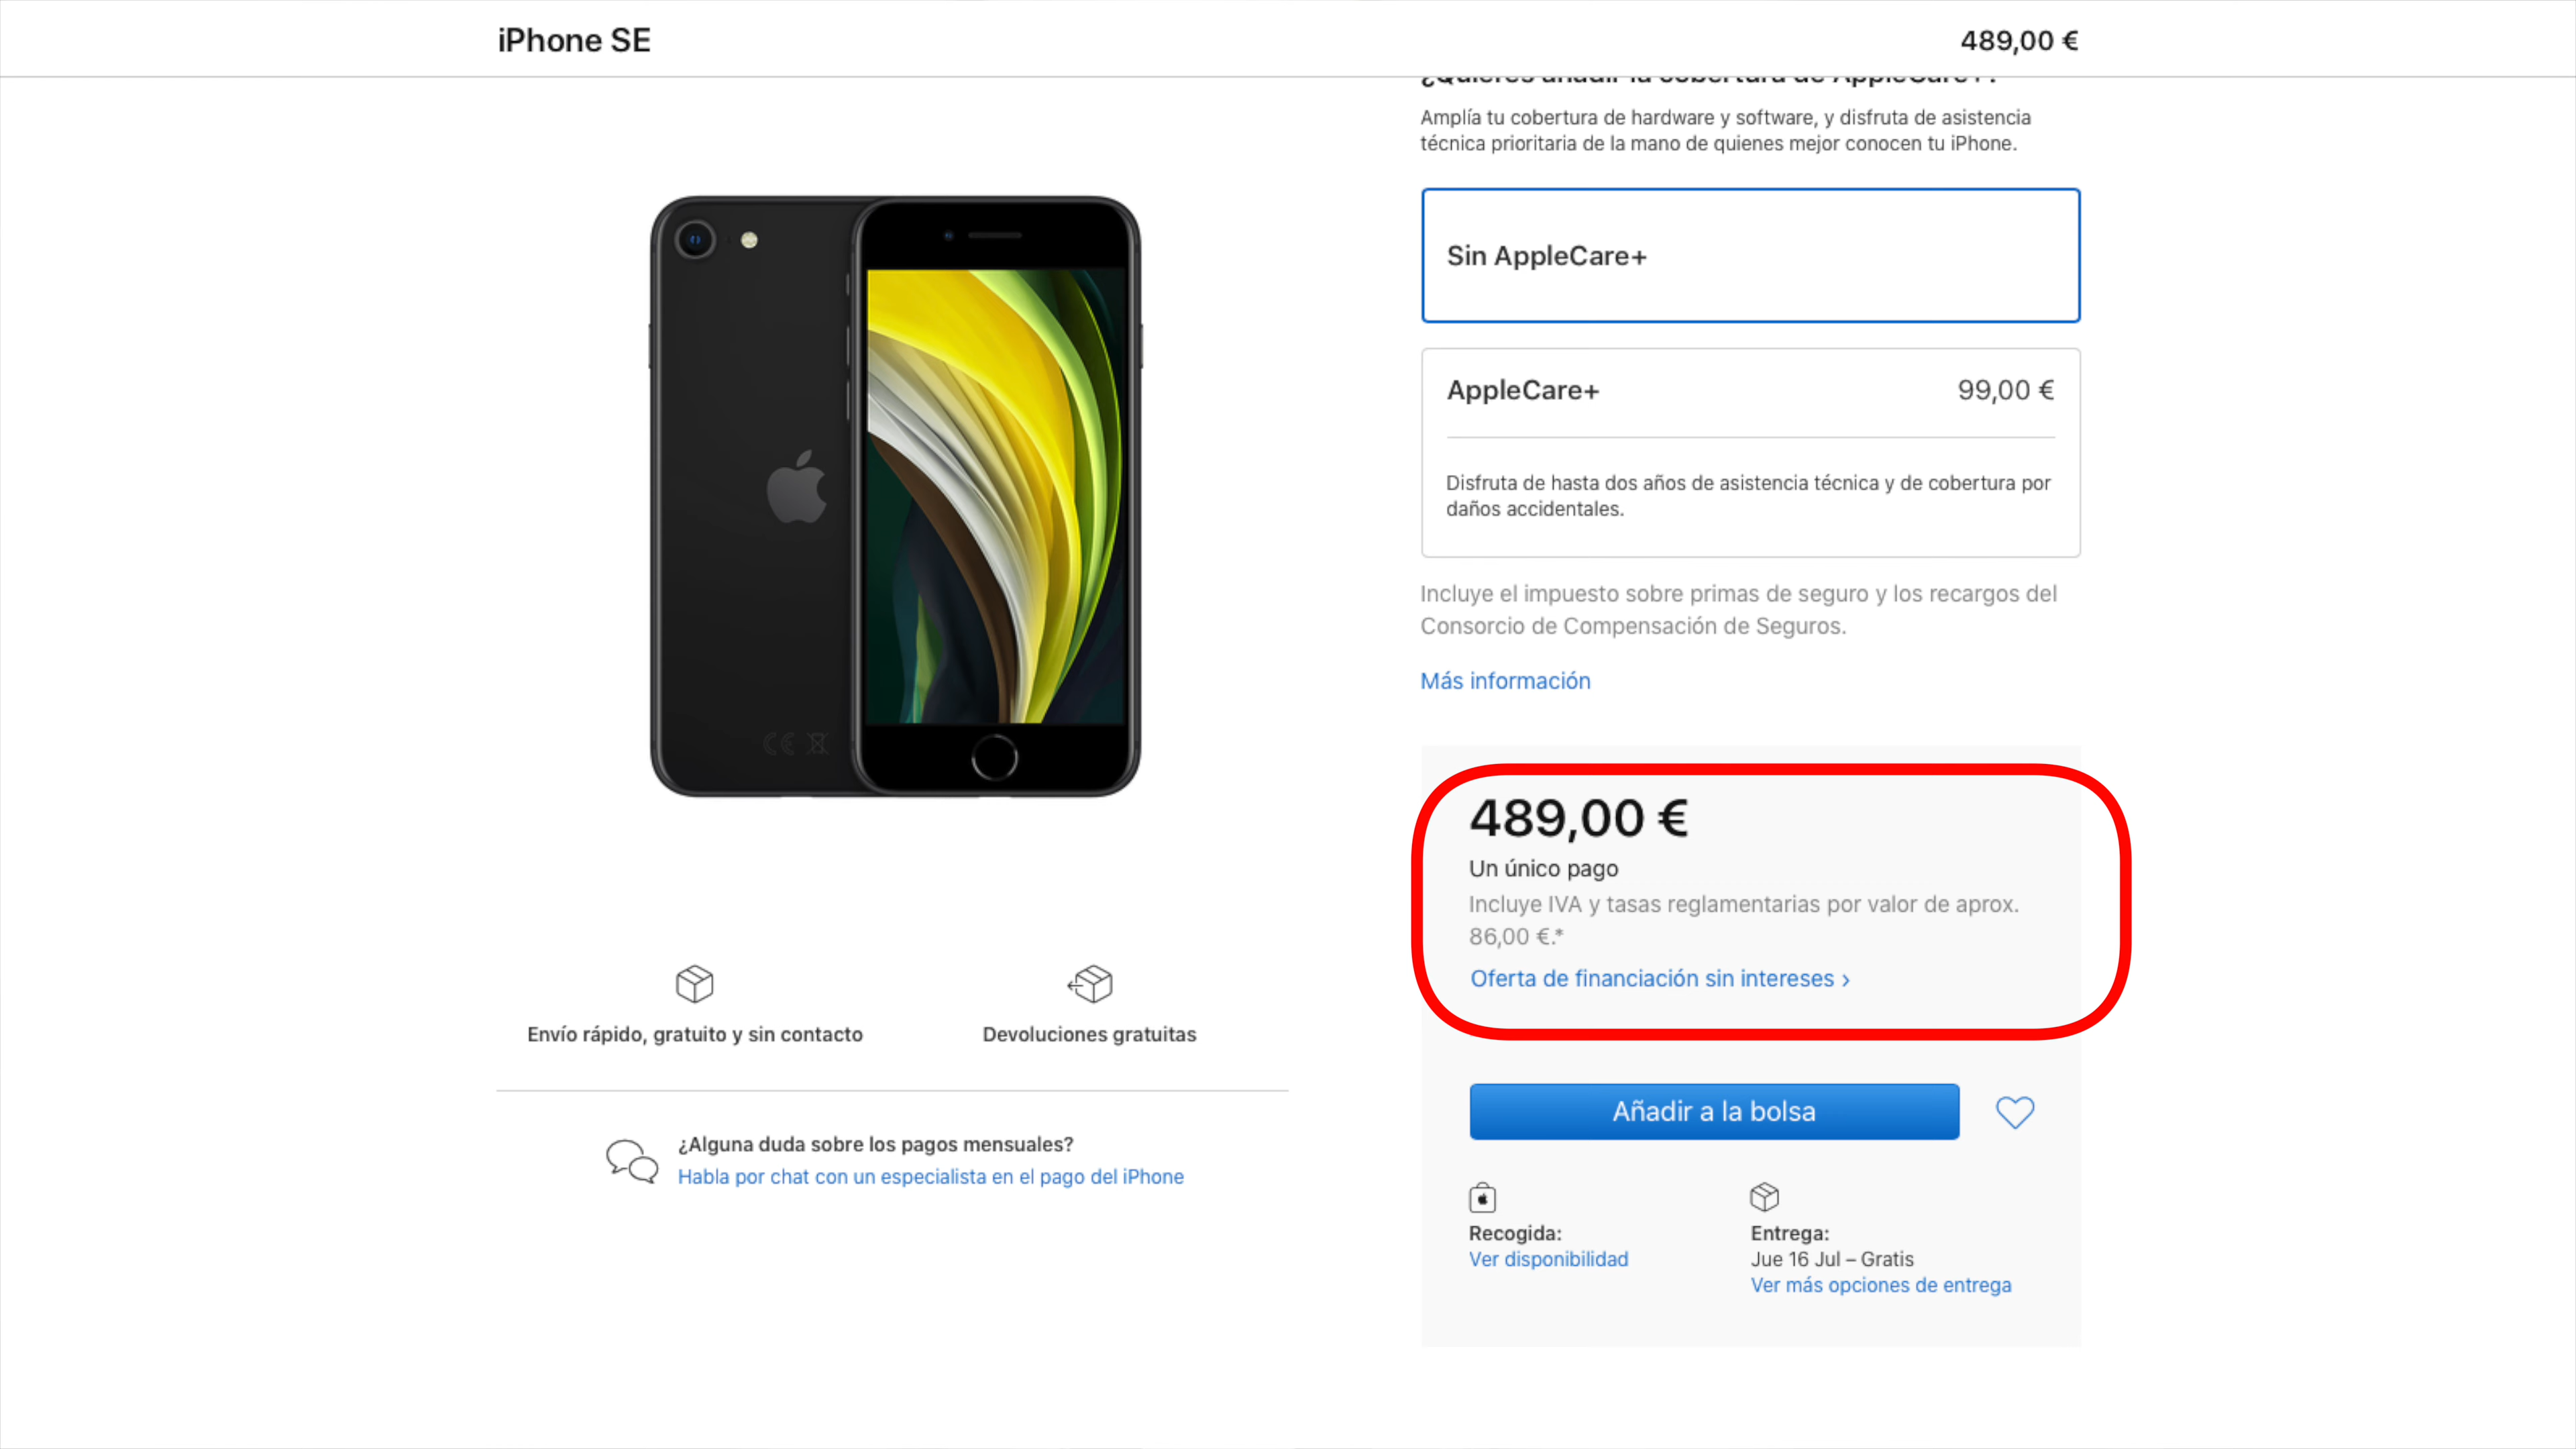 iPhone SE
489,00 €
¿Quieres añadir la cobertura de AppleCare+?
Amplía tu cobertura de hardware y software, y disfruta de asistencia
técnica prioritaria de la mano de quienes mejor conocen tu iPhone.
Sin AppleCare+
AppleCare+
99,00 €
Disfruta de hasta dos años de asistencia técnica y de cobertura por
daños accidentales.
Incluye el impuesto sobre primas de seguro y los recargos del
Consorcio de Compensación de Seguros.
Más información
489,00 €
Un único pago
Incluye IVA y tasas reglamentarias por valor de aprox.
86,00 €.*
Oferta de financiación sin intereses ›
Añadir a la bolsa
Recogida:
Ver disponibilidad
Entrega:
Jue 16 Jul – Gratis
Ver más opciones de entrega
Envío rápido, gratuito y sin contacto
Devoluciones gratuitas
¿Alguna duda sobre los pagos mensuales?
Habla por chat con un especialista en el pago del iPhone